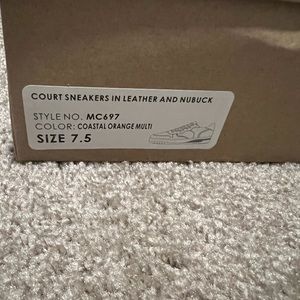 COURT SNEAKERS IN LEATHER AND NUBUCK
STYLE NO. MC697
COLOR: COASTAL ORANGE MULTI
SIZE 7.5